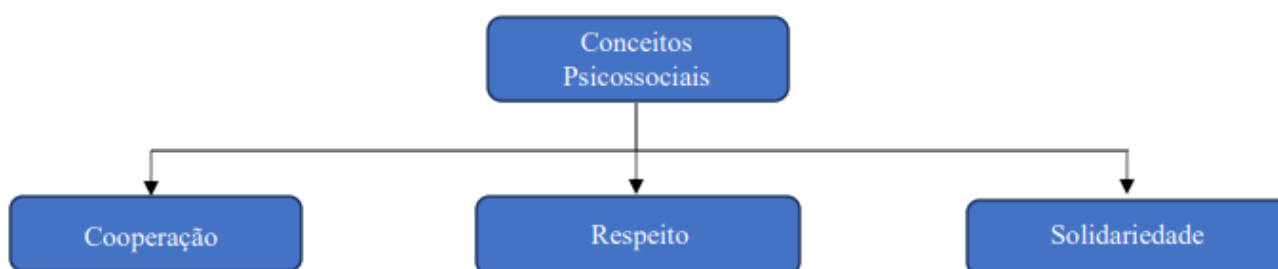 Conceitos
Psicossociais
Cooperação
Respeito
Solidariedade